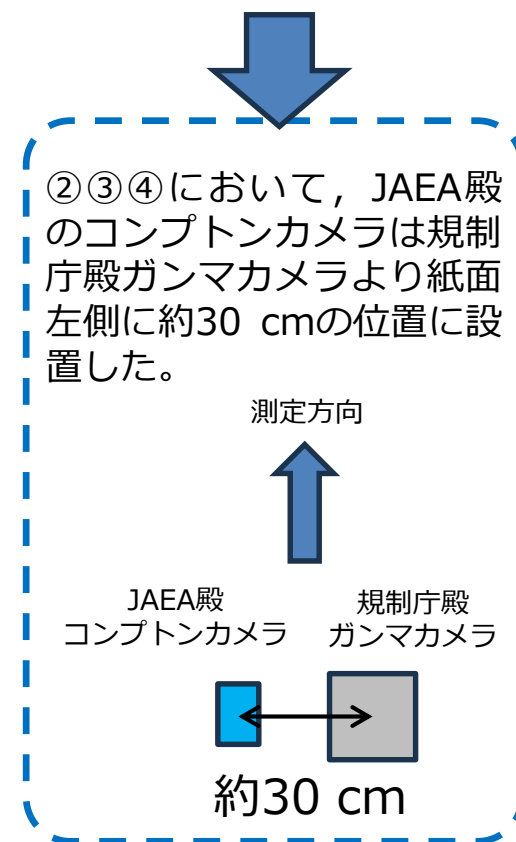 ②③④において，JAEA殿
のコンプトンカメラは規制
庁殿ガンマカメラより紙面
左側に約30 cmの位置に設
置した。
測定方向
JAEA殿
コンプトンカメラ
規制庁殿
ガンマカメラ
約30 cm